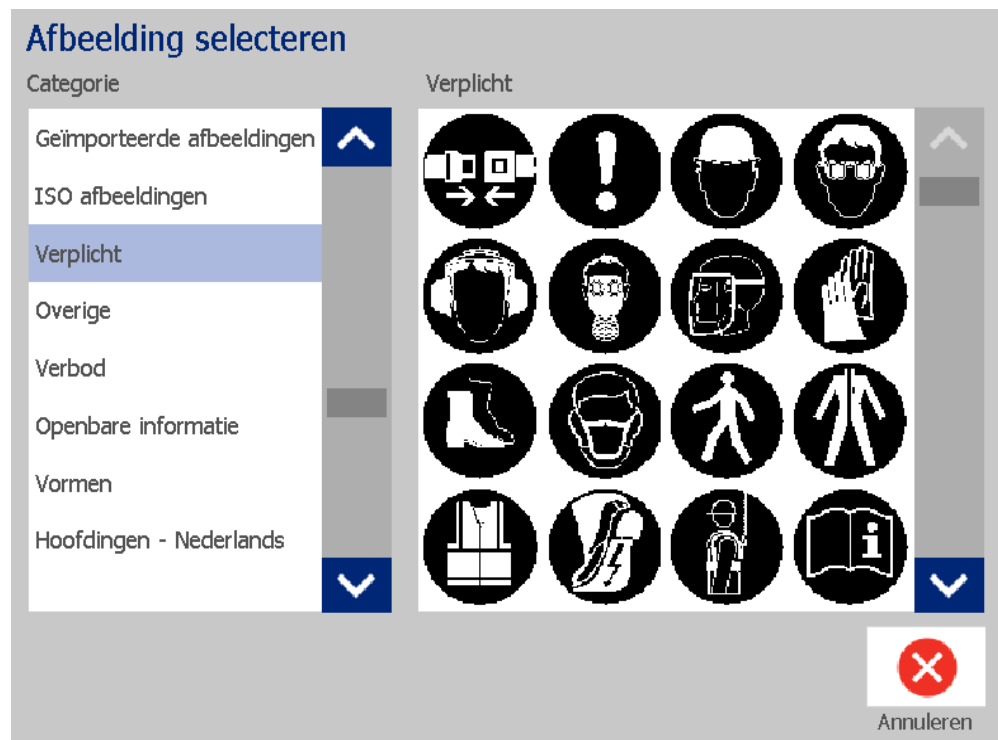 Afbeelding selecteren
Categorie
Verplicht
Geïmporteerde afbeeldingen
ISO afbeeldingen
Verplicht
Overige
Verbod
Openbare informatie
Vormen
Hoofdingen - Nederlands
i
Annuleren